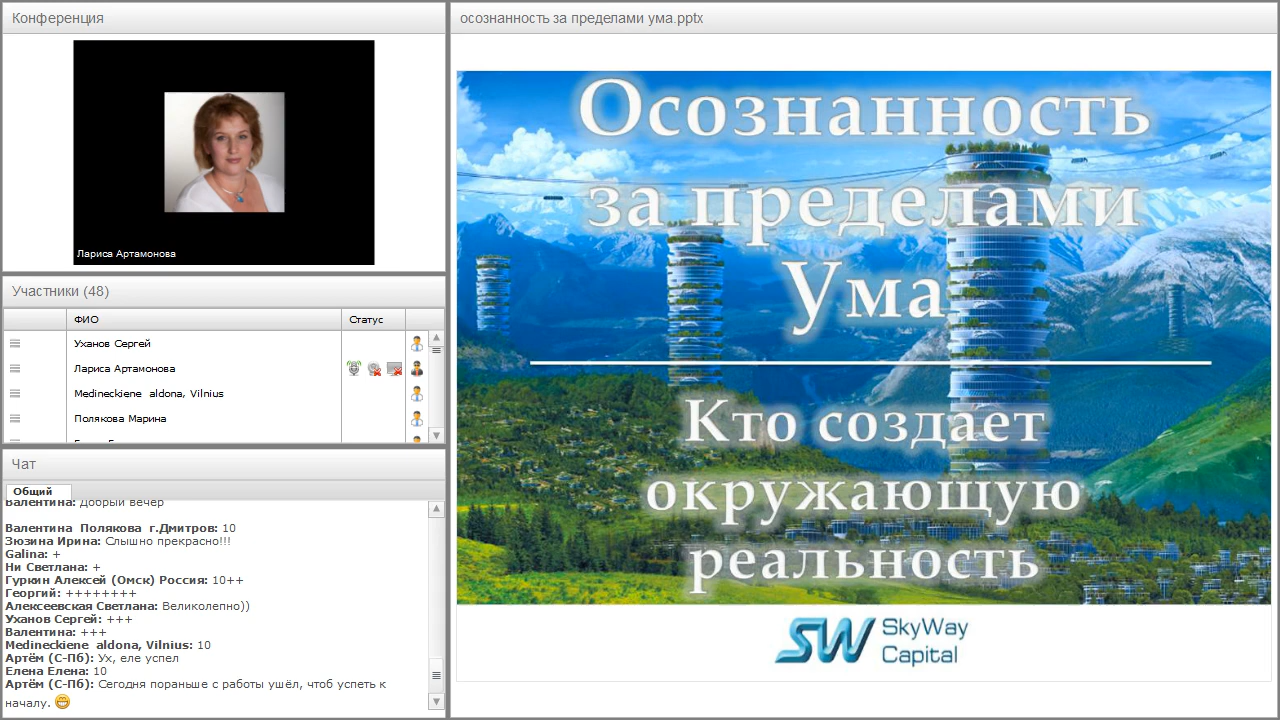 Конференция
Лариса Артамонова
Участники (48)
ФИО Статус
Уханов Сергей
Лариса Артамонова
Medineckiene aldona, Vilnius
Полякова Марина
Чат
Общий
Валентина: Добрый вечер
Валентина Полякова г.Дмитров: 10
Зюзина Ирина: Слышно прекрасно!!!
Galina: +
Ни Светлана: +
Гуркин Алексей (Омск) Россия: 10++
Георгий: ++++++++
Алексеевская Светлана: Великолепно))
Уханов Сергей: +++
Валентина: +++
Medineckiene aldona, Vilnius: 10
Артём (С-Пб): Ух, еле успел
Елена Елена: 10
Артём (С-Пб): Сегодня пораньше с работы ушёл, чтоб успеть к
началу.
осознанность за пределами ума.pptx
Осознанность
за пределами
Ума
Кто создает
окружающую
реальность
SW SkyWay
Capital